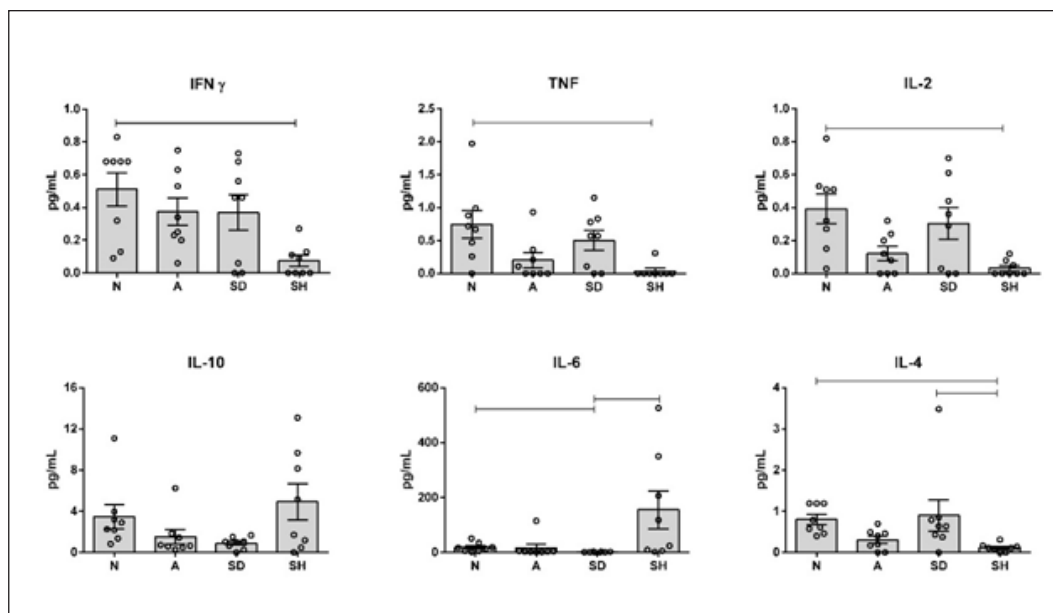 IFN γ
TNF
IL-2
pg/mL
1.0
0.8
0.6
0.4
0.2
0.0
N A SD SH
pg/mL
2.5
2.0
1.5
1.0
0.5
0.0
N A SD SH
pg/mL
1.0
0.8
0.6
0.4
0.2
0.0
N A SD SH
IL-10
IL-6
IL-4
pg/mL
16
12
8
4
0
N A SD SH
pg/mL
600
400
200
0
N A SD SH
pg/mL
4
3
2
1
0
N A SD SH